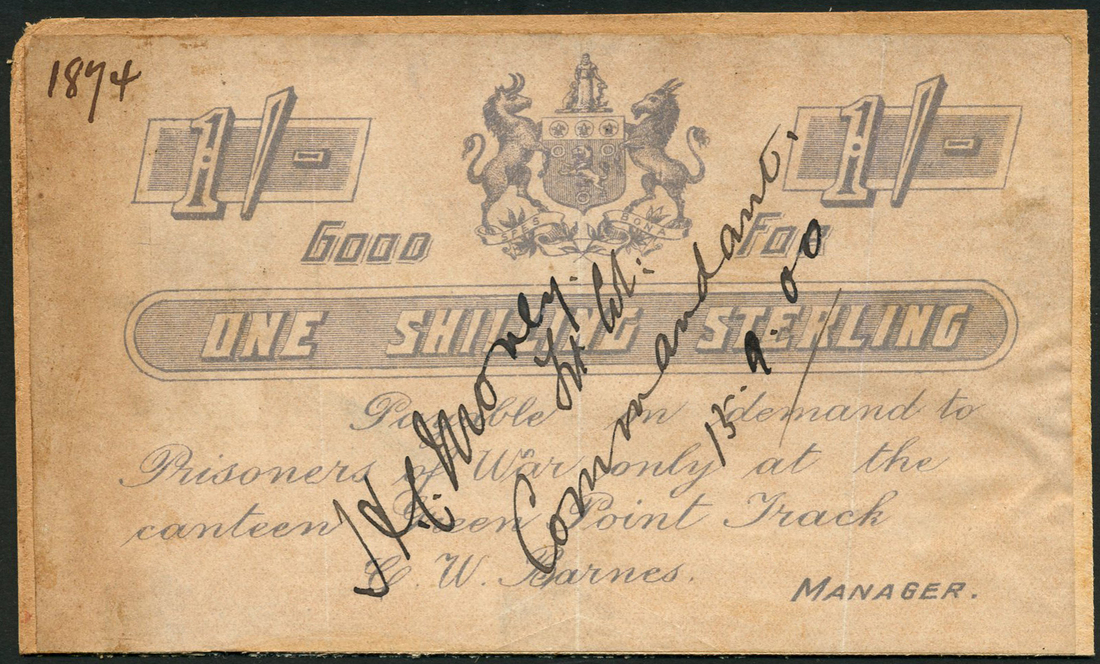 1874
1/- 1/-
SPES BONA
GOOD FOR
ONE SHILLING STERLING
Payable on demand to
Prisoners of War only at the
canteen Green Point Track
C. W. Barnes.
MANAGER.
H. C. Money.
Lt Col:
Commandant.
15.9.00